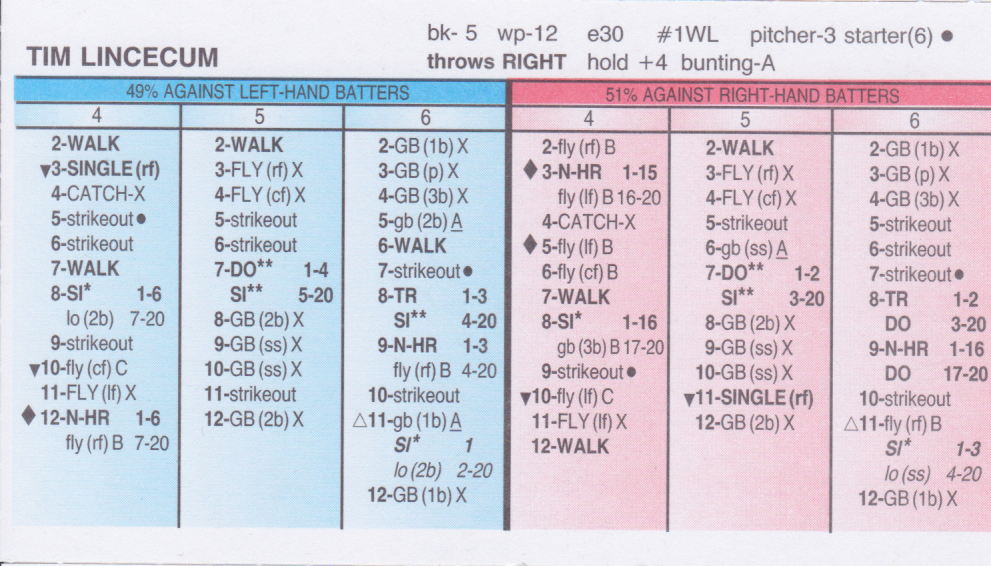 bk- 5 wp-12 e30 #1WL pitcher-3 starter(6) ●
TIM LINCECUM
throws RIGHT hold +4 bunting-A
49% AGAINST LEFT-HAND BATTERS
4
2-WALK
▼3-SINGLE (rf)
4-CATCH-X
5-strikeout●
6-strikeout
7-WALK
8-SI* 1-6
lo (2b) 7-20
9-strikeout
▼10-fly (cf) C
11-FLY (lf) X
♦12-N-HR 1-6
fly (rf) B 7-20
5
2-WALK
3-FLY (rf) X
4-FLY (cf) X
5-strikeout
6-strikeout
7-DO** 1-4
SI** 5-20
8-GB (2b) X
9-GB (ss) X
10-GB (ss) X
11-strikeout
12-GB (2b) X
6
2-GB (1b) X
3-GB (p) X
4-GB (3b) X
5-gb (2b) A
6-WALK
7-strikeout●
8-TR 1-3
SI** 4-20
9-N-HR 1-3
fly (rf) B 4-20
10-strikeout
△11-gb (1b) A
SI* 1
lo (2b) 2-20
12-GB (1b) X
51% AGAINST RIGHT-HAND BATTERS
4
2-fly (rf) B
♦3-N-HR 1-15
fly (lf) B 16-20
4-CATCH-X
♦5-fly (lf) B
6-fly (cf) B
7-WALK
8-SI* 1-16
gb (3b) B 17-20
9-strikeout●
▼10-fly (lf) C
11-FLY (lf) X
12-WALK
5
2-WALK
3-FLY (rf) X
4-FLY (cf) X
5-strikeout
6-gb (ss) A
7-DO** 1-2
SI** 3-20
8-GB (2b) X
9-GB (ss) X
10-GB (ss) X
▼11-SINGLE (rf)
12-GB (2b) X
6
2-GB (1b) X
3-GB (p) X
4-GB (3b) X
5-strikeout
6-strikeout
7-strikeout●
8-TR 1-2
DO 3-20
9-N-HR 1-16
DO 17-20
10-strikeout
△11-fly (rf) B
SI* 1-3
lo (ss) 4-20
12-GB (1b) X